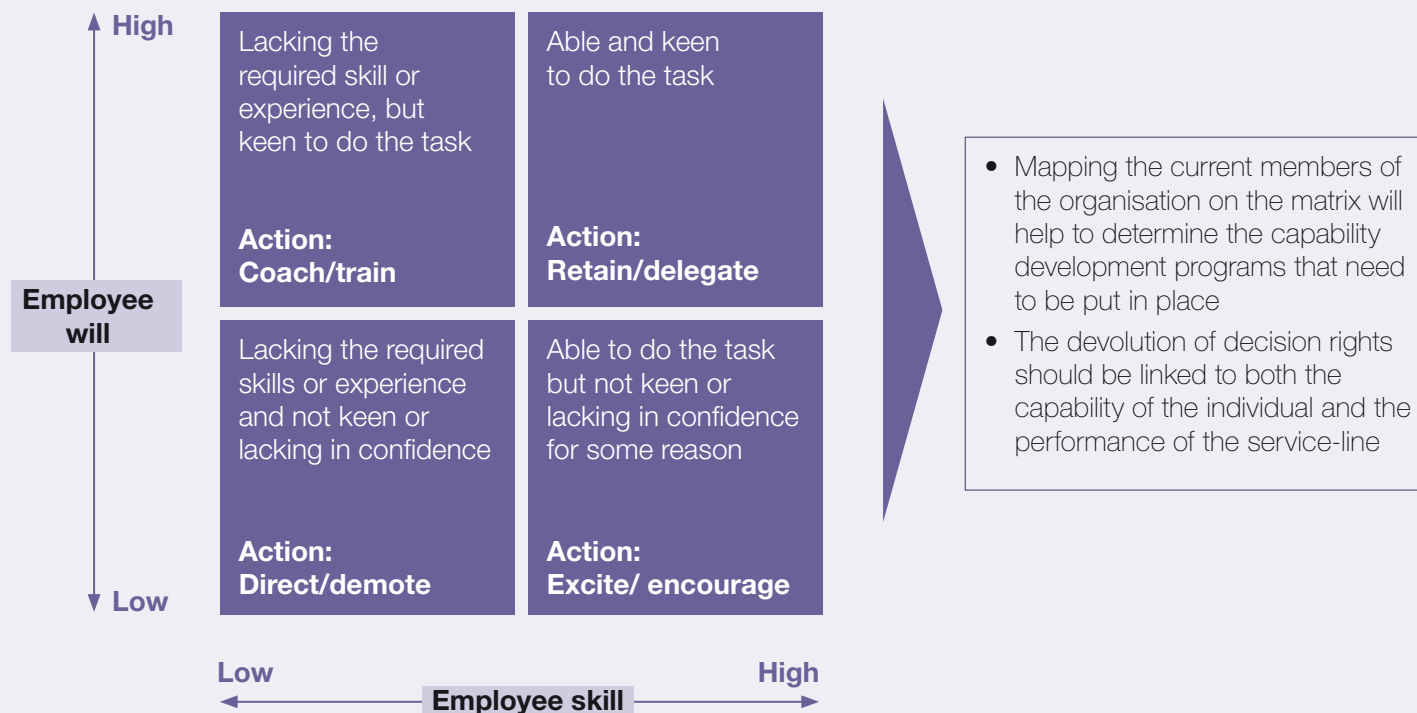 High
Lacking the
required skill or
experience, but
keen to do the task
Action:
Coach/train
Able and keen
to do the task
Action:
Retain/delegate
Employee
will
Lacking the required
skills or experience
and not keen or
lacking in confidence
Action:
Direct/demote
Able to do the task
but not keen or
lacking in confidence
for some reason
Action:
Excite/ encourage
Low
Low
High
Employee skill
• Mapping the current members of
the organisation on the matrix will
help to determine the capability
development programs that need
to be put in place
• The devolution of decision rights
should be linked to both the
capability of the individual and the
performance of the service-line